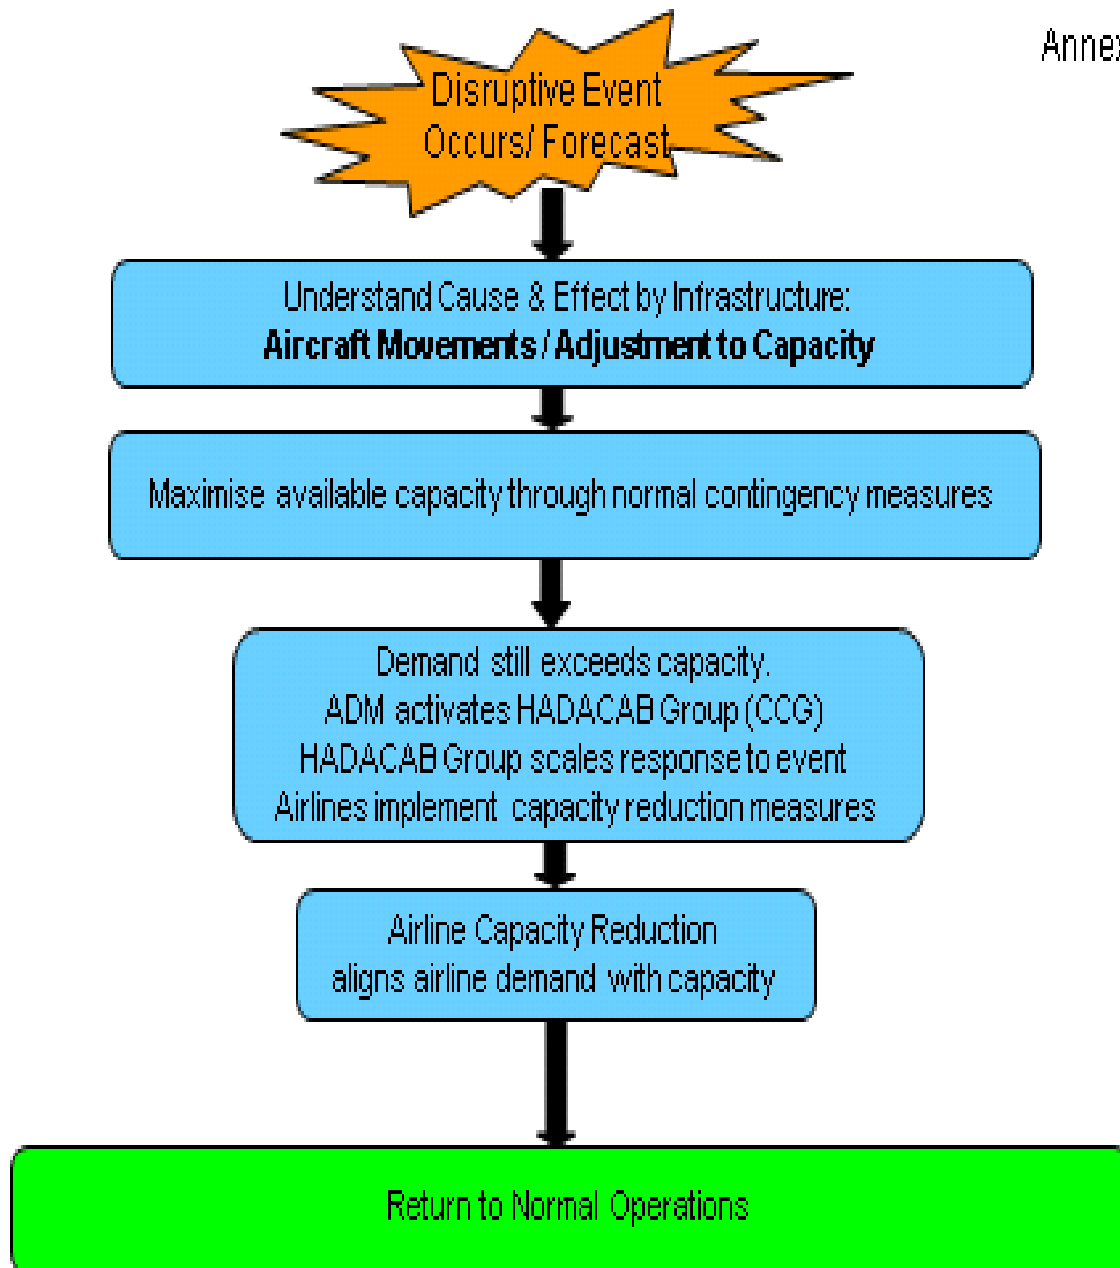 Annex
Disruptive Event
Occurs/ Forecast
Understand Cause & Effect by Infrastructure:
Aircraft Movements / Adjustment to Capacity
Maximise available capacity through normal contingency measures
Demand still exceeds capacity.
ADM activates HADACAB Group (CCG)
HADACAB Group scales response to event
Airlines implement capacity reduction measures
Airline Capacity Reduction
aligns airline demand with capacity
Return to Normal Operations